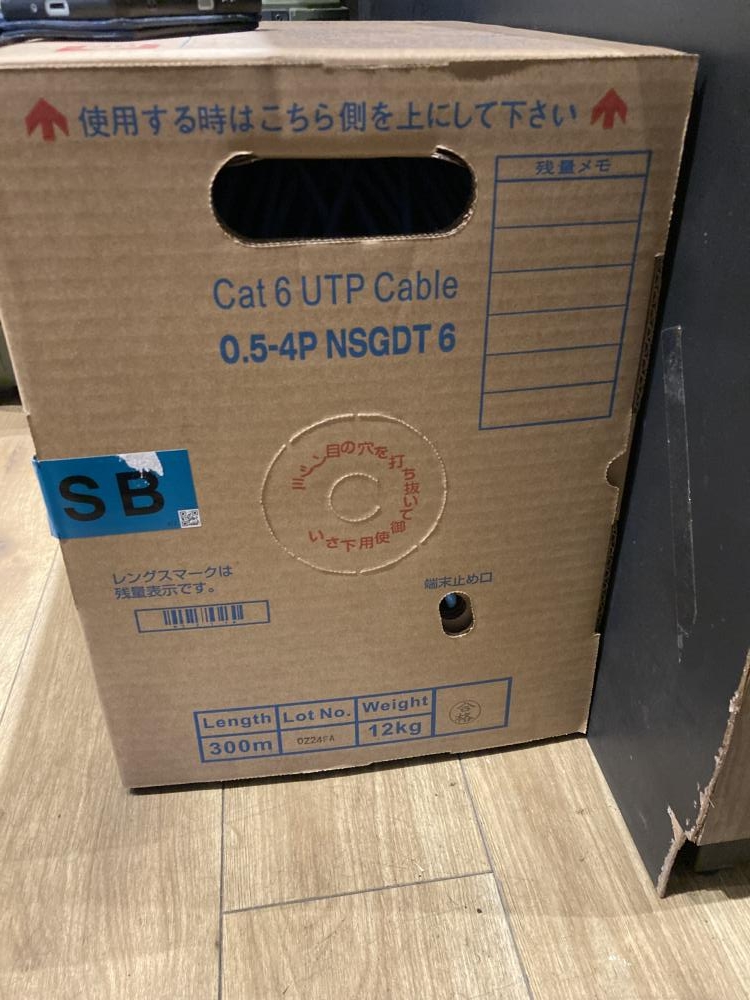 使用する時はこちら側を上にして下さい
残量メモ
Cat 6 UTP Cable
0.5-4P NSGDT 6
ミシン目の穴を打ち抜いて御使用下さい
SB
レングスマークは
残量表示です。
端末止め口
Length Lot No. Weight
300m 0Z24FA 12kg
合格